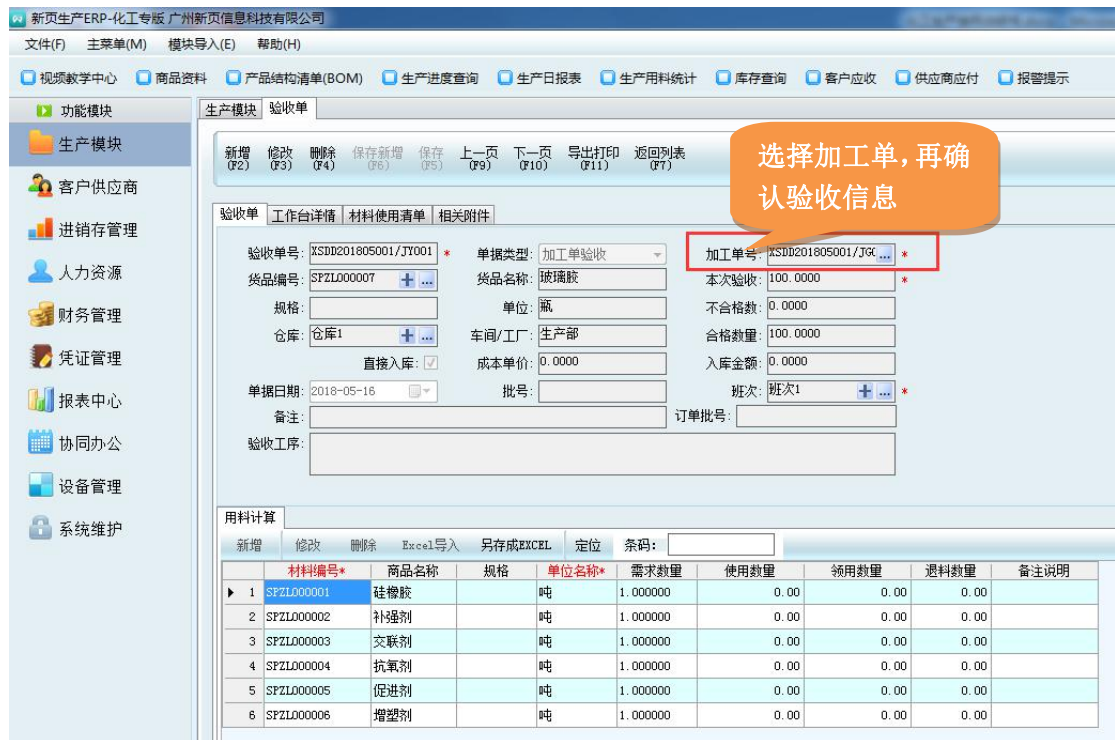 新页生产ERP-化工专版 广州新页信息科技有限公司
文件(F) 主菜单(M) 模块导入(E) 帮助(H)
视频教学中心 商品资料 产品结构清单(BOM) 生产进度查询 生产日报表 生产用料统计 库存查询 客户应收 供应商应付 报警提示
功能模块
生产模块
客户供应商
进销存管理
人力资源
财务管理
凭证管理
报表中心
协同办公
设备管理
系统维护
生产模块 验收单
新增 修改 删除 保存新增 保存 上一页 下一页 导出打印 返回列表
(F2) (F3) (F4) (F6) (F5) (F9) (F10) (F11) (F7)
选择加工单,再确
认验收信息
验收单 工作台详情 材料使用清单 相关附件
验收单号: XSDD201805001/JY001 * 单据类型: 加工单验收 加工单号: XSDD201805001/JG ... *
货品编号: SPZL000007 + ... 货品名称: 玻璃胶 本次验收: 100.0000 *
规格: 单位: 瓶 不合格数: 0.0000
仓库: 仓库1 + ... 车间/工厂: 生产部 合格数量: 100.0000
直接入库: 成本单价: 0.0000 入库金额: 0.0000
单据日期: 2018-05-16 批号: 班次: 班次1 + ... *
备注: 订单批号:
验收工序:
用料计算
新增 修改 删除 Excel导入 另存成EXCEL 定位 条码:
材料编号* 商品名称 规格 单位名称* 需求数量 使用数量 领用数量 退料数量 备注说明
1 SPZL000001 硅橡胶 吨 1.000000 0.00 0.00 0.00
2 SPZL000002 补强剂 吨 1.000000 0.00 0.00 0.00
3 SPZL000003 交联剂 吨 1.000000 0.00 0.00 0.00
4 SPZL000004 抗氧剂 吨 1.000000 0.00 0.00 0.00
5 SPZL000005 促进剂 吨 1.000000 0.00 0.00 0.00
6 SPZL000006 增塑剂 吨 1.000000 0.00 0.00 0.00